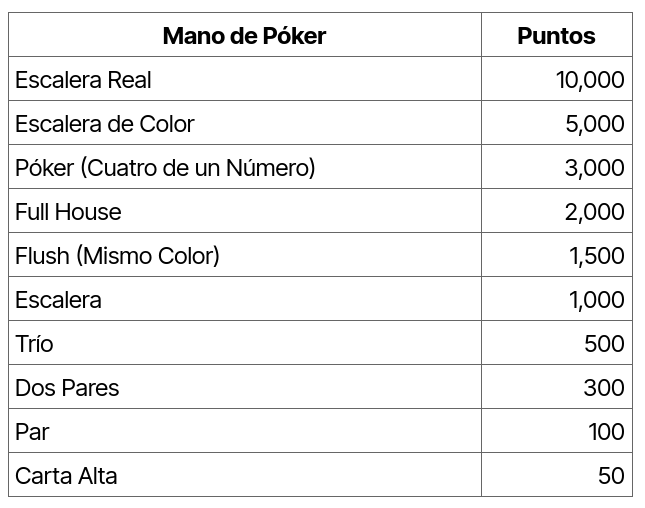 Mano de Póker Puntos
Escalera Real 10,000
Escalera de Color 5,000
Póker (Cuatro de un Número) 3,000
Full House 2,000
Flush (Mismo Color) 1,500
Escalera 1,000
Trío 500
Dos Pares 300
Par 100
Carta Alta 50